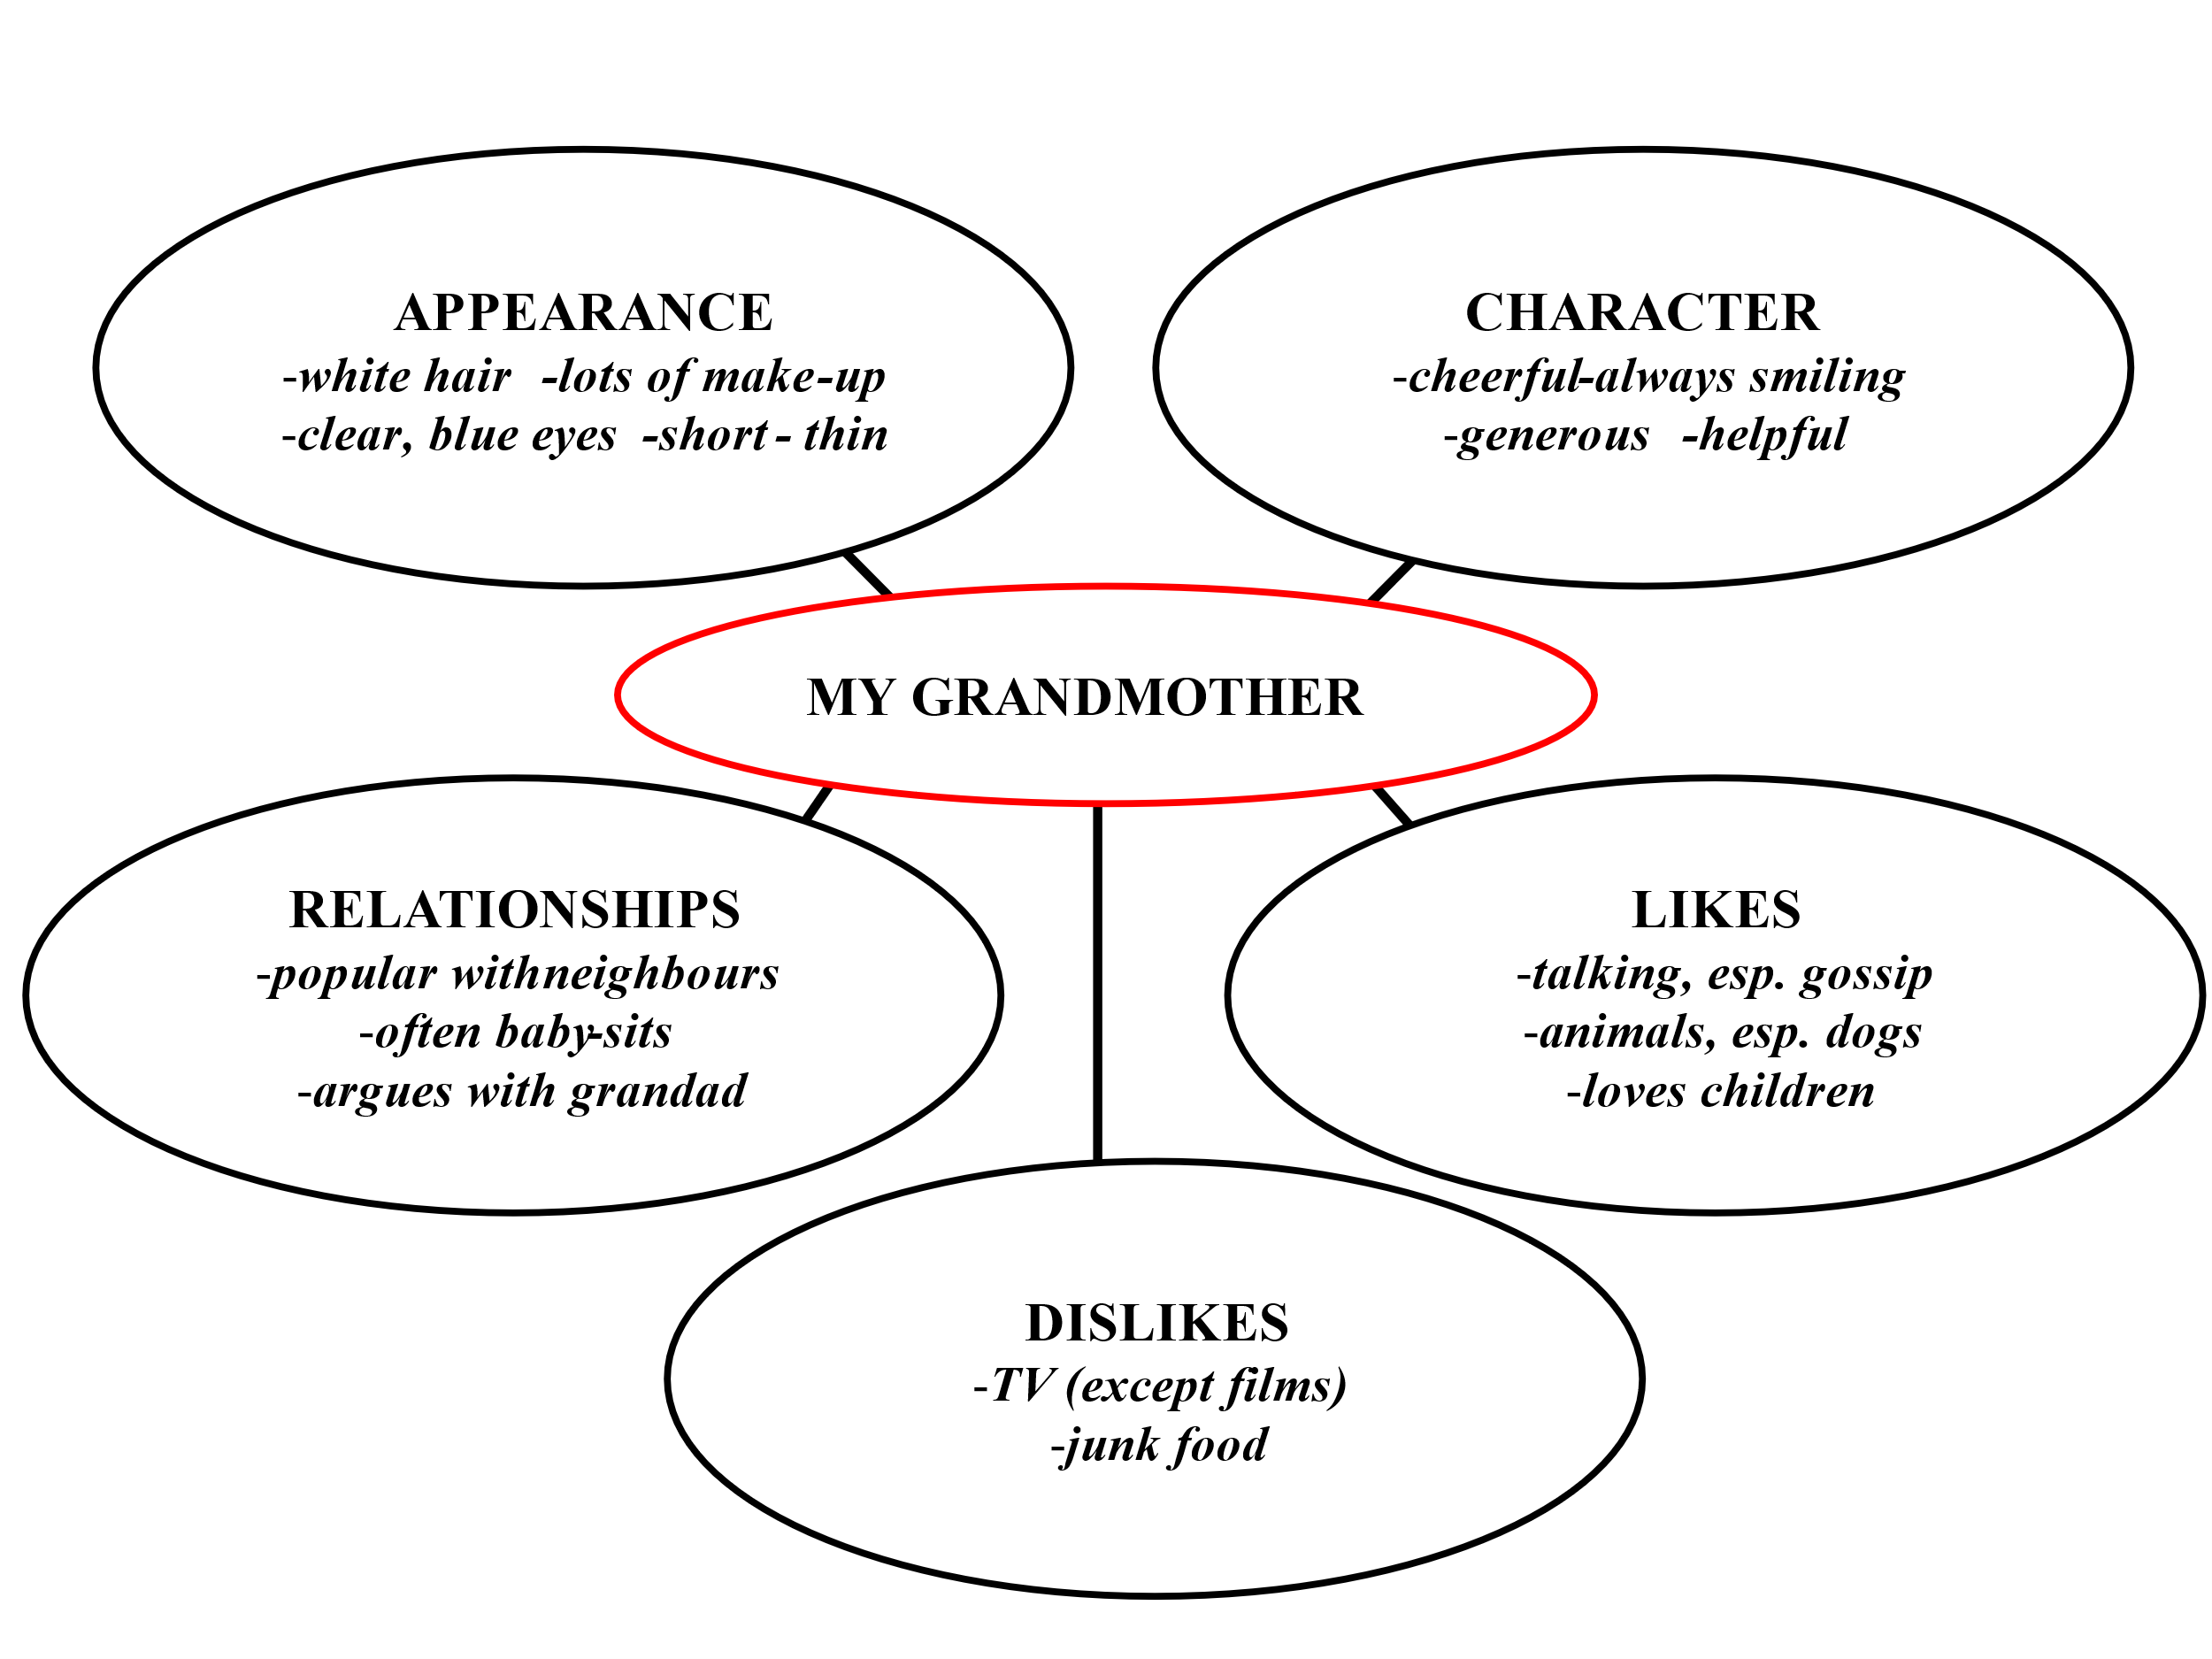 APPEARANCE
-white hair -lots of make-up
-clear, blue eyes -short - thin
CHARACTER
-cheerful-always smiling
-generous -helpful
MY GRANDMOTHER
RELATIONSHIPS
-popular withneighbours
-often baby-sits
-argues with grandad
LIKES
-talking, esp. gossip
-animals, esp. dogs
-loves children
DISLIKES
-TV (except films)
-junk food